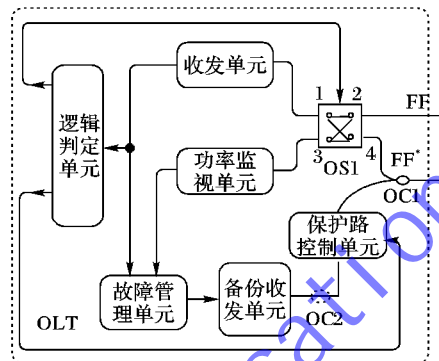 收发单元
1 2
FF
逻辑
判定
单元
功率监
视单元
3 4
OS1
FF*
OC1
保护路
控制单元
故障管
理单元
备份收
发单元
OC2
OLT
cation